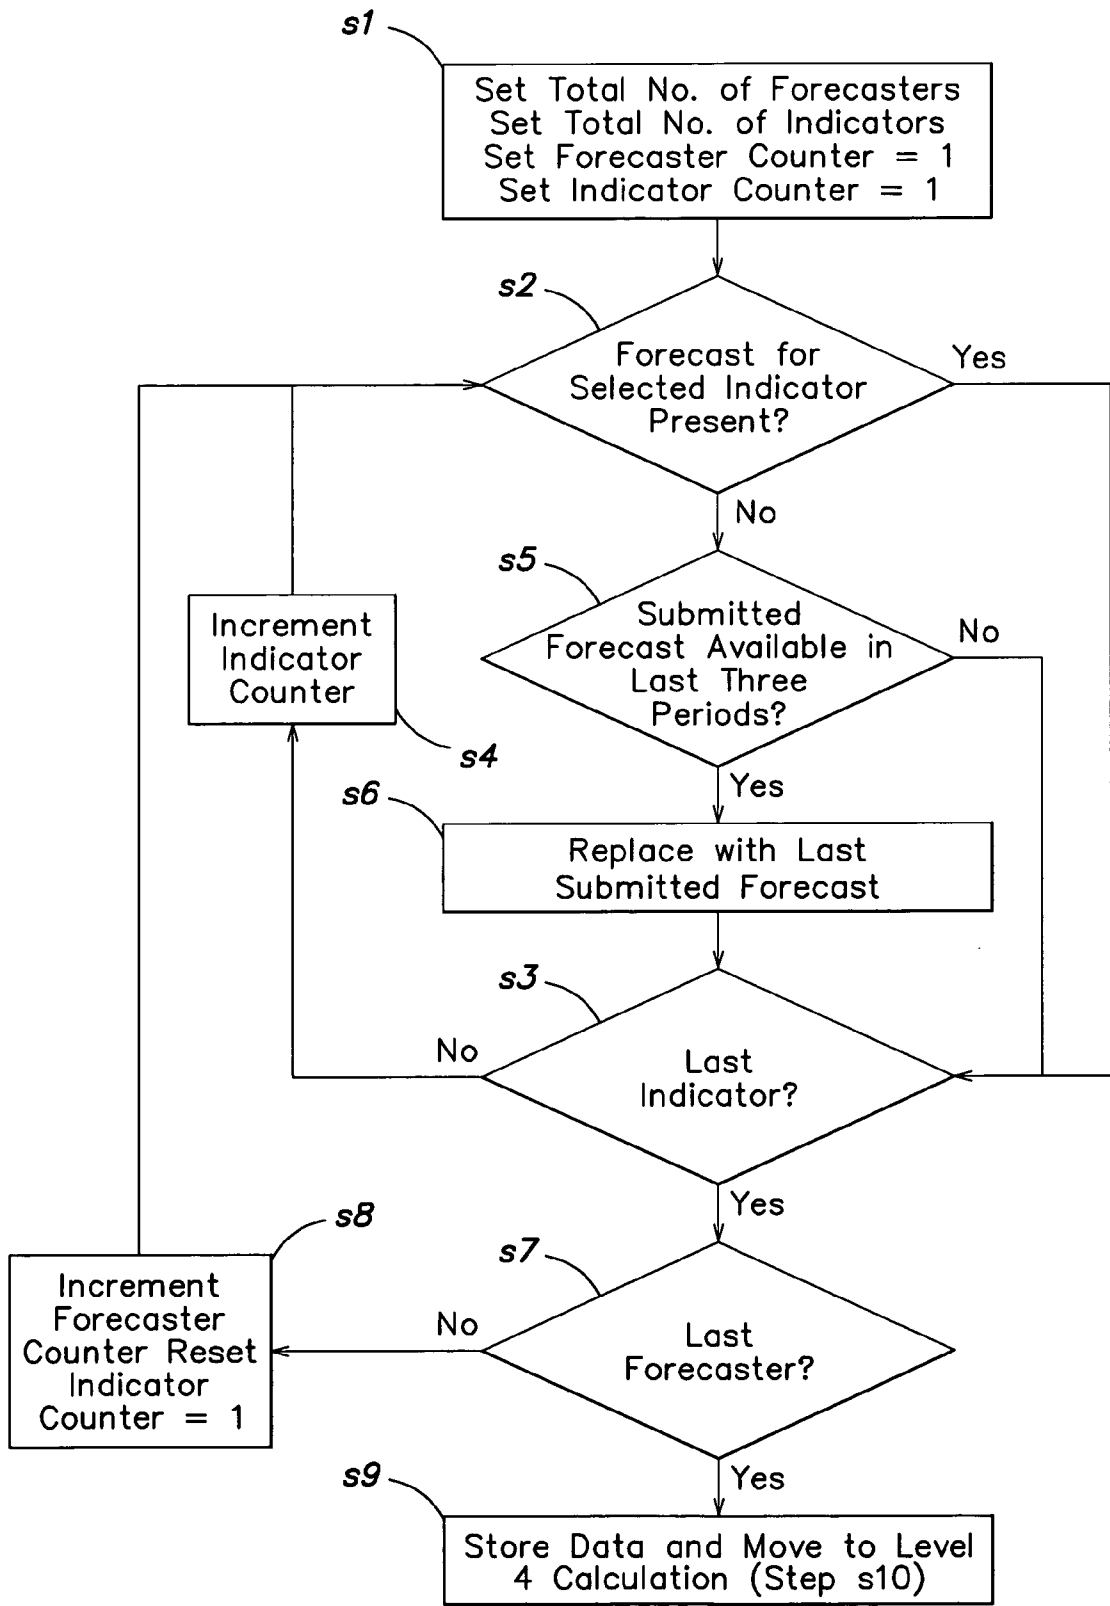 s1
Set Total No. of Forecasters
Set Total No. of Indicators
Set Forecaster Counter = 1
Set Indicator Counter = 1
s2
Forecast for
Selected Indicator
Present?
Yes
No
s5
Submitted
Forecast Available in
Last Three
Periods?
No
Increment
Indicator
Counter
s4
Yes
s6
Replace with Last
Submitted Forecast
s3
No
Last
Indicator?
Yes
s8
Increment
Forecaster
Counter Reset
Indicator
Counter = 1
s7
No
Last
Forecaster?
Yes
s9
Store Data and Move to Level
4 Calculation (Step s10)